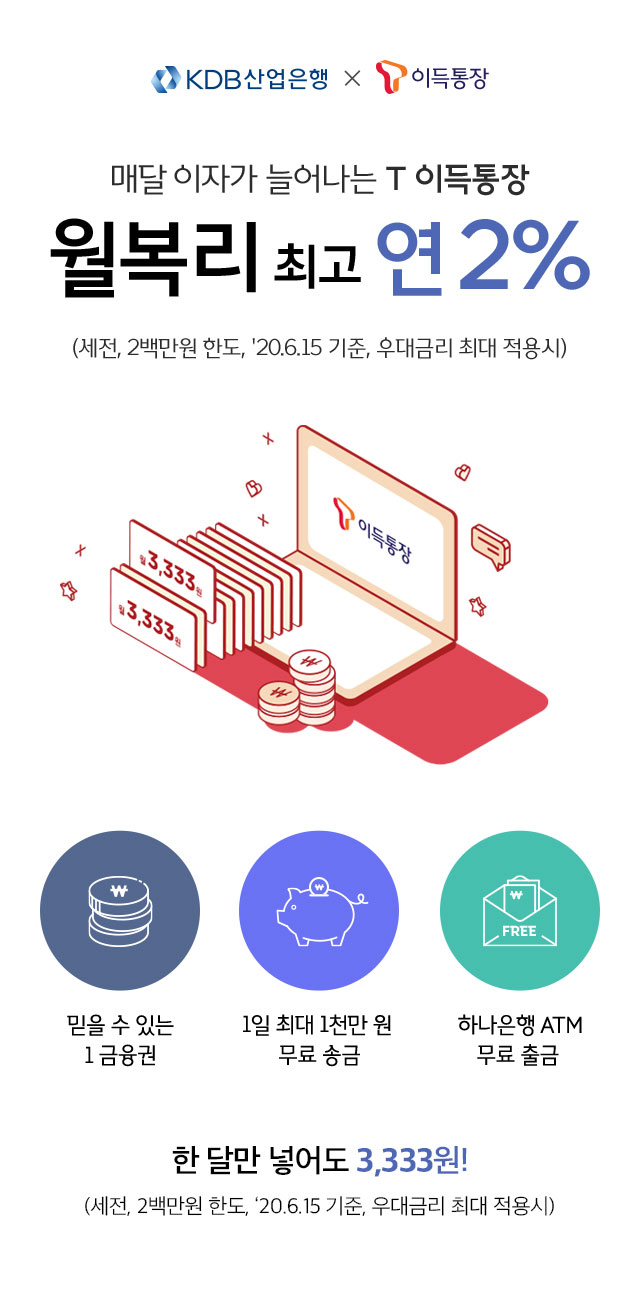 KDB산업은행 × T 이득통장
매달 이자가 늘어나는 T 이득통장
월복리 최고 연 2%
(세전, 2백만원 한도, '20.6.15 기준, 우대금리 최대 적용시)
이득통장
월 3,333원
월 3,333원
₩
₩
₩
₩
₩
FREE
믿을 수 있는
1 금융권
1일 최대 1천만 원
무료 송금
하나은행 ATM
무료 출금
한 달만 넣어도 3,333원!
(세전, 2백만원 한도, ‘20.6.15 기준, 우대금리 최대 적용시)